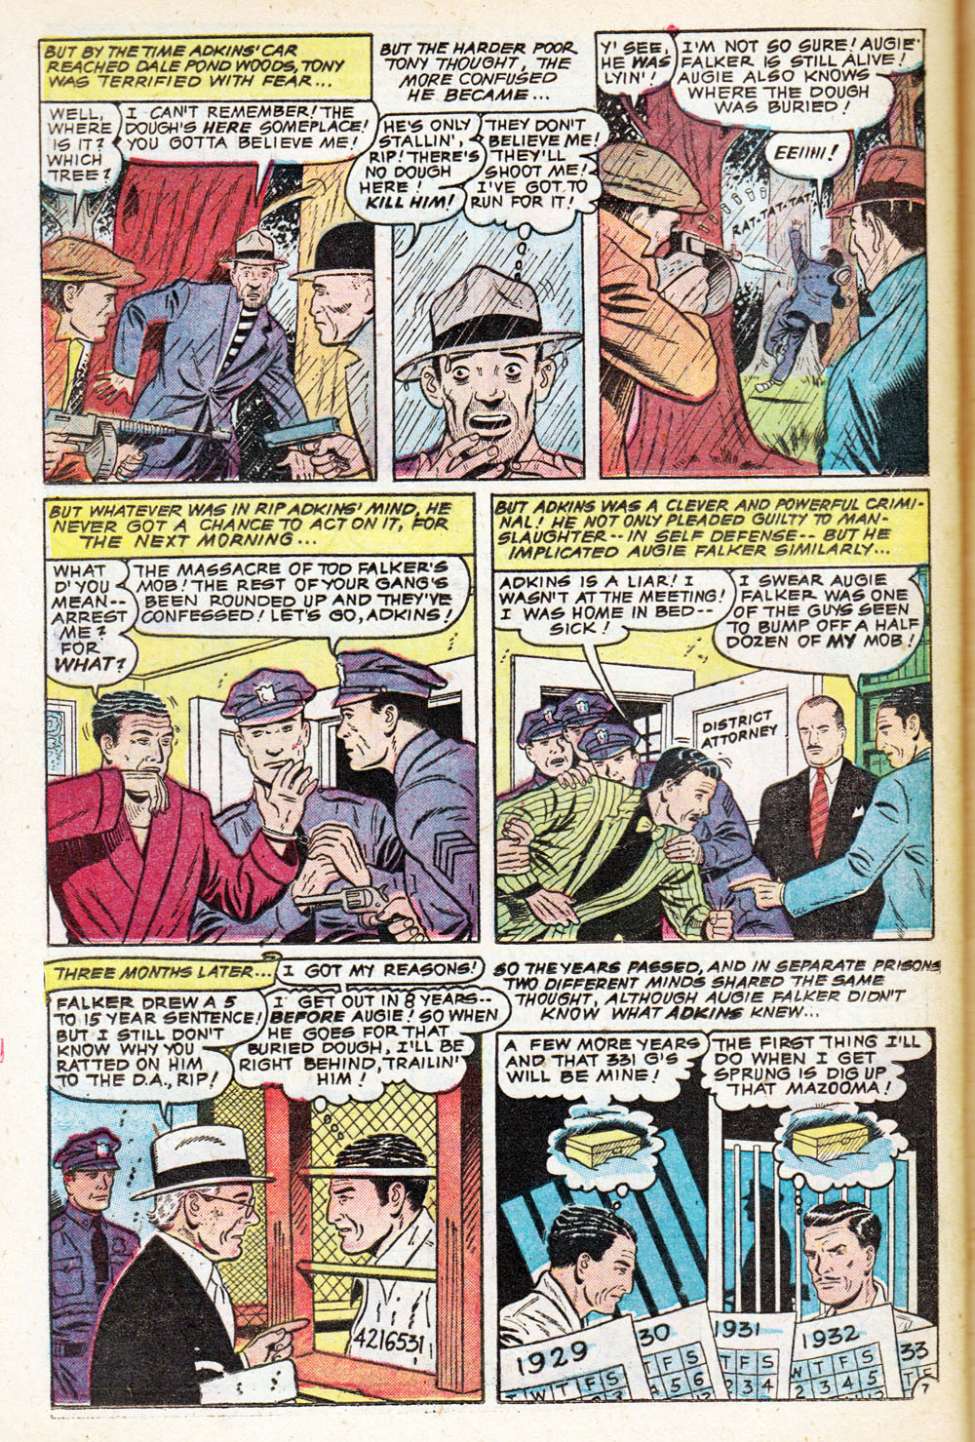 BUT BY THE TIME ADKINS' CAR
REACHED DALE POND WOODS, TONY
WAS TERRIFIED WITH FEAR...
WELL,
WHERE
IS IT?
WHICH
TREE?
I CAN'T REMEMBER! THE
DOUGH'S HERE SOMEPLACE!
YOU GOTTA BELIEVE ME!
BUT THE HARDER POOR
TONY THOUGHT, THE
MORE CONFUSED
HE BECAME...
HE'S ONLY
STALLIN',
RIP! THERE'S
NO DOUGH
HERE!
KILL HIM!
THEY DON'T
BELIEVE ME!
THEY'LL
SHOOT ME!
I'VE GOT TO
RUN FOR IT!
Y' SEE,
HE WAS
LYIN'!
I'M NOT SO SURE! AUGIE
FALKER IS STILL ALIVE!
AUGIE ALSO KNOWS
WHERE THE DOUGH
WAS BURIED!
EEIIHI!
RAT-TAT-TAT!
BUT WHATEVER WAS IN RIP ADKINS' MIND, HE
NEVER GOT A CHANCE TO ACT ON IT, FOR
THE NEXT MORNING...
WHAT
D'YOU
MEAN--
ARREST
ME?
FOR
WHAT?
THE MASSACRE OF TOD FALKER'S
MOB! THE REST OF YOUR GANG'S
BEEN ROUNDED UP AND THEY'VE
CONFESSED! LET'S GO, ADKINS!
BUT ADKINS WAS A CLEVER AND POWERFUL CRIMI-
NAL! HE NOT ONLY PLEADED GUILTY TO MAN-
SLAUGHTER--IN SELF DEFENSE--BUT HE
IMPLICATED AUGIE FALKER SIMILARLY...
ADKINS IS A LIAR! I
WASN'T AT THE MEETING!
I WAS HOME IN BED--
SICK!
I SWEAR AUGIE
FALKER WAS ONE
OF THE GUYS SEEN
TO BUMP OFF A HALF
DOZEN OF MY MOB!
DISTRICT
ATTORNEY
THREE MONTHS LATER...
FALKER DREW A 5
TO 15 YEAR SENTENCE!
BUT I STILL DON'T
KNOW WHY YOU
RATTED ON HIM
TO THE D.A., RIP!
I GOT MY REASONS!
I GET OUT IN 8 YEARS--
BEFORE AUGIE! SO WHEN
HE GOES FOR THAT
BURIED DOUGH, I'LL BE
RIGHT BEHIND, TRAILIN'
HIM!
4216531
SO THE YEARS PASSED, AND IN SEPARATE PRISONS
TWO DIFFERENT MINDS SHARED THE SAME
THOUGHT, ALTHOUGH AUGIE FALKER DIDN'T
KNOW WHAT ADKINS KNEW...
A FEW MORE YEARS
AND THAT 331 G'S
WILL BE MINE!
THE FIRST THING I'LL
DO WHEN I GET
SPRUNG IS DIG UP
THAT MAZOOMA!
1929
30
1931
1932
33
T W T F S
T F S
T F S
W T F S
4 5 6
2 3 4
2 3 4 5
7